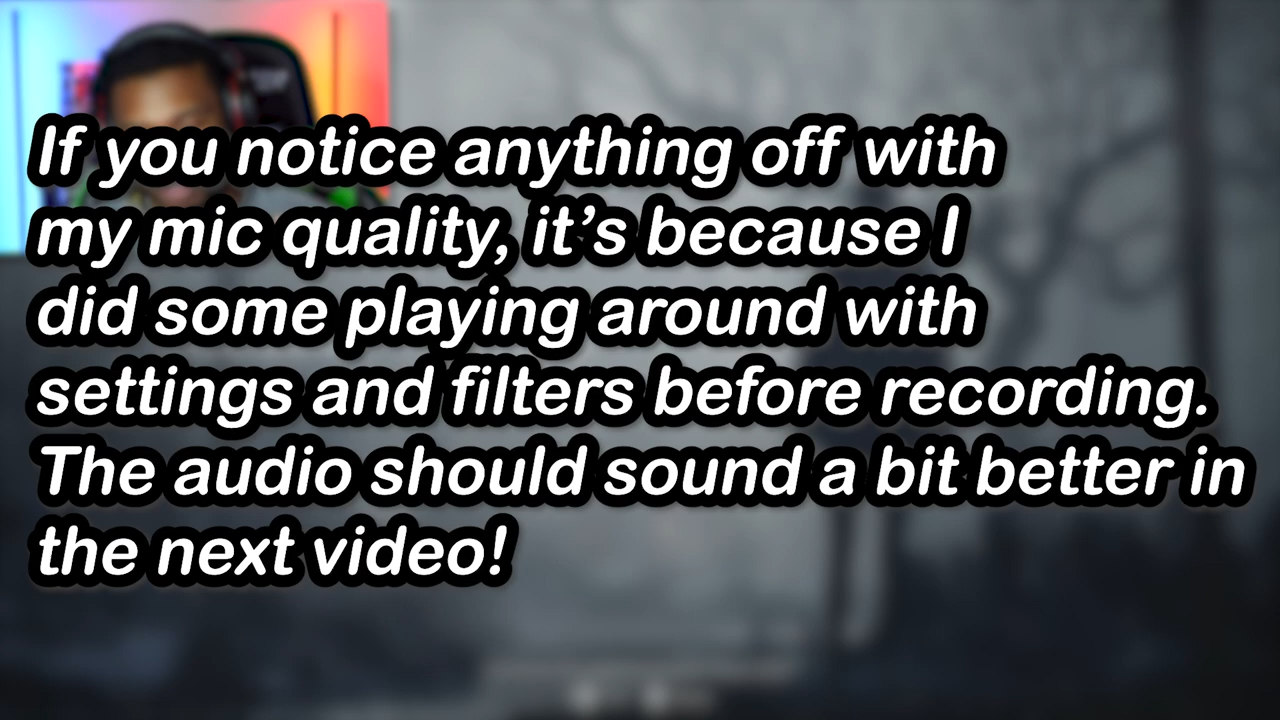 If you notice anything off with
my mic quality, it’s because I
did some playing around with
settings and filters before recording.
The audio should sound a bit better in
the next video!